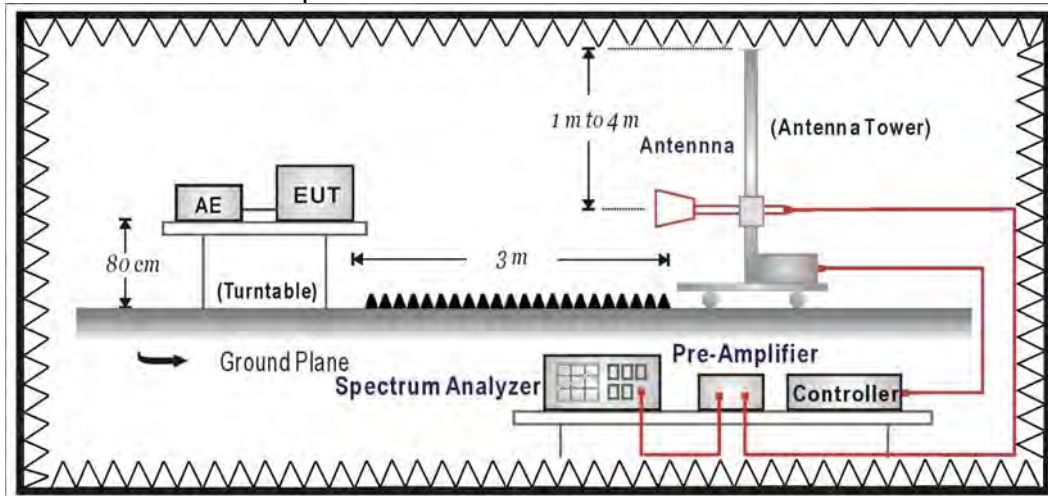 1 m to 4 m
(Antenna Tower)
Antennna
AE
EUT
80 cm
3 m
(Turntable)
Ground Plane
Pre-Amplifier
Spectrum Analyzer
Controller